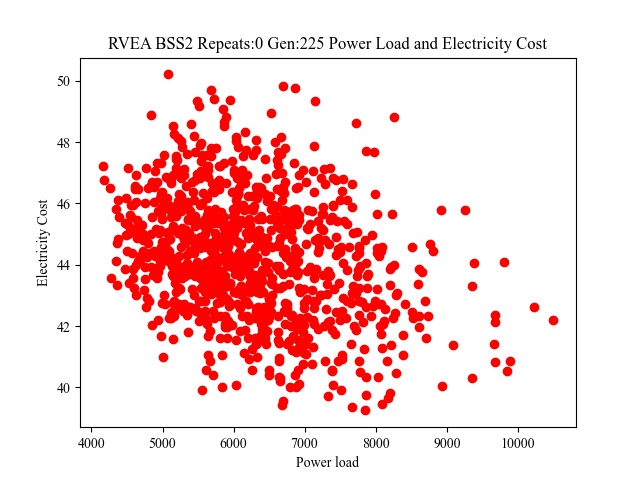 RVEA BSS2 Repeats:0 Gen:225 Power Load and Electricity Cost
50
48
46
44
42
40
Electricity Cost
4000 5000 6000 7000 8000 9000 10000
Power load